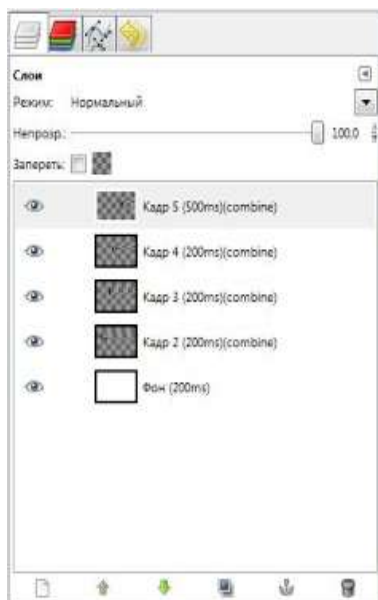 Слои
Режим: Нормальный
Непрозр.: 100,0
Запереть:
Кадр 5 (500ms)(combine)
Кадр 4 (200ms)(combine)
Кадр 3 (200ms)(combine)
Кадр 2 (200ms)(combine)
Фон (200ms)